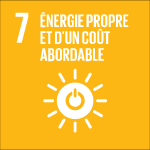 7 ÉNERGIE PROPRE
ET D'UN COÛT
ABORDABLE